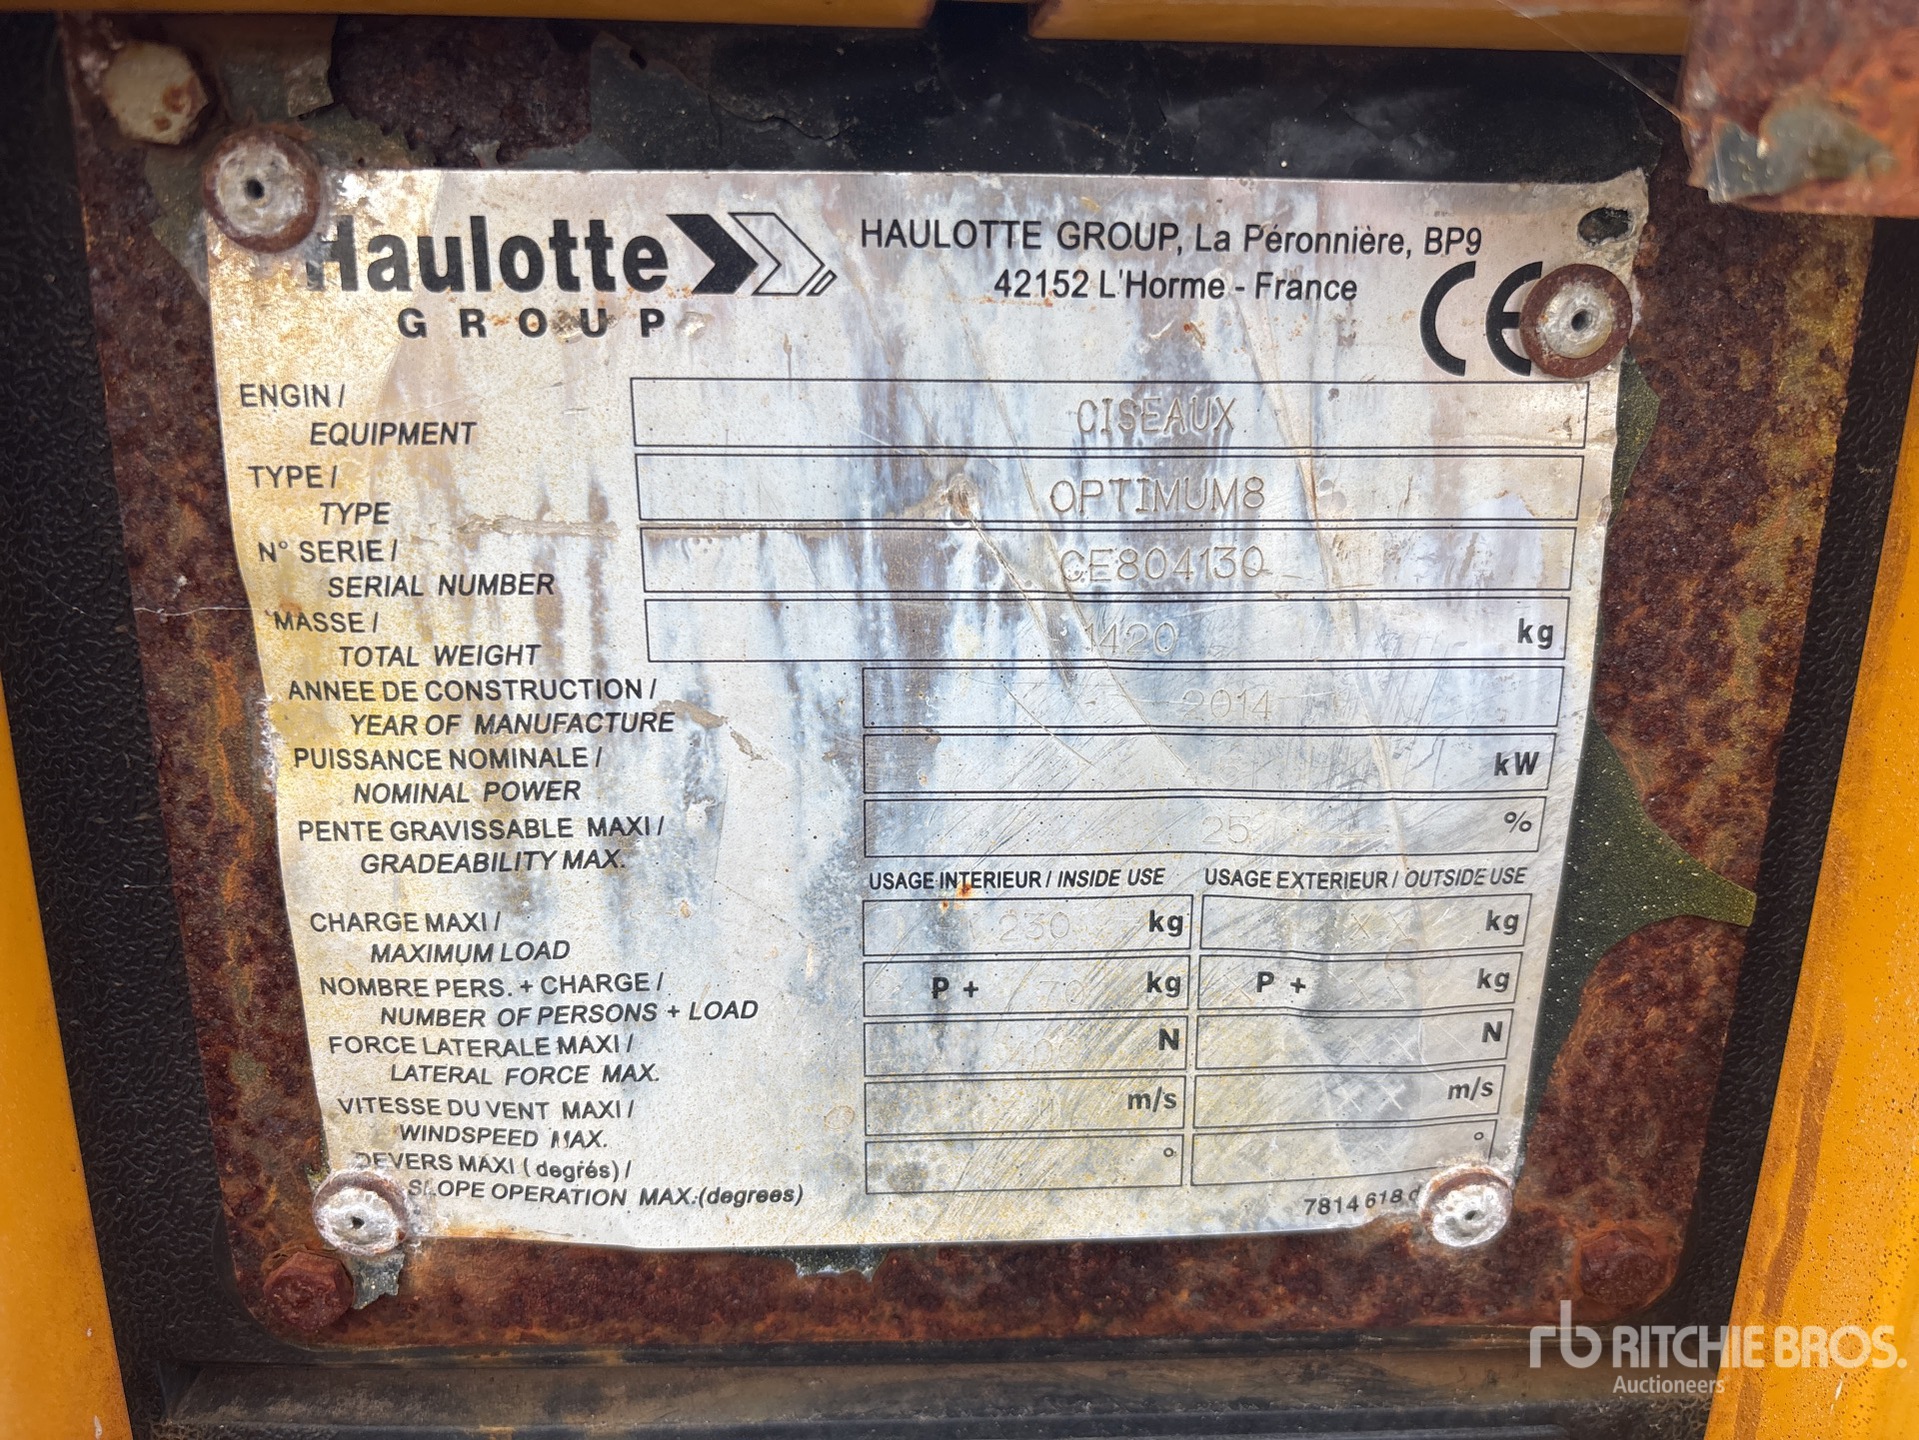 Haulotte
GROUP
HAULOTTE GROUP, La Péronnière, BP9
42152 L'Horme - France
CE
ENGIN / CISEAUX
EQUIPMENT
TYPE / OPTIMUM8
TYPE
N° SERIE / CE804130
SERIAL NUMBER
MASSE / 1420 kg
TOTAL WEIGHT
ANNEE DE CONSTRUCTION / 2014
YEAR OF MANUFACTURE
PUISSANCE NOMINALE / kW
NOMINAL POWER
PENTE GRAVISSABLE MAXI / 25 %
GRADEABILITY MAX.
USAGE INTERIEUR / INSIDE USE USAGE EXTERIEUR / OUTSIDE USE
CHARGE MAXI / 230 kg XX kg
MAXIMUM LOAD
NOMBRE PERS. + CHARGE / P + kg P + kg
NUMBER OF PERSONS + LOAD
FORCE LATERALE MAXI / N XX N
LATERAL FORCE MAX.
VITESSE DU VENT MAXI / m/s XX m/s
WINDSPEED MAX.
DEVERS MAXI (degrés) / ° °
SLOPE OPERATION MAX.(degrees)
7814 618 d
rb RITCHIE BROS.
Auctioneers